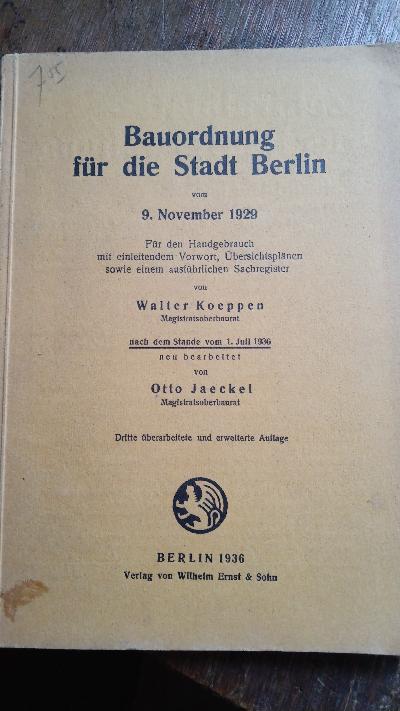 Bauordnung
für die Stadt Berlin
vom
9. November 1929
Für den Handgebrauch
mit einleitendem Vorwort, Übersichtsplänen
sowie einem ausführlichen Sachregister
von
Walter Koeppen
Magistratsoberbaurat
nach dem Stande vom 1. Juli 1936
neu bearbeitet
von
Otto Jaeckel
Magistratsoberbaurat
Dritte überarbeitete und erweiterte Auflage
BERLIN 1936
Verlag von Wilhelm Ernst & Sohn